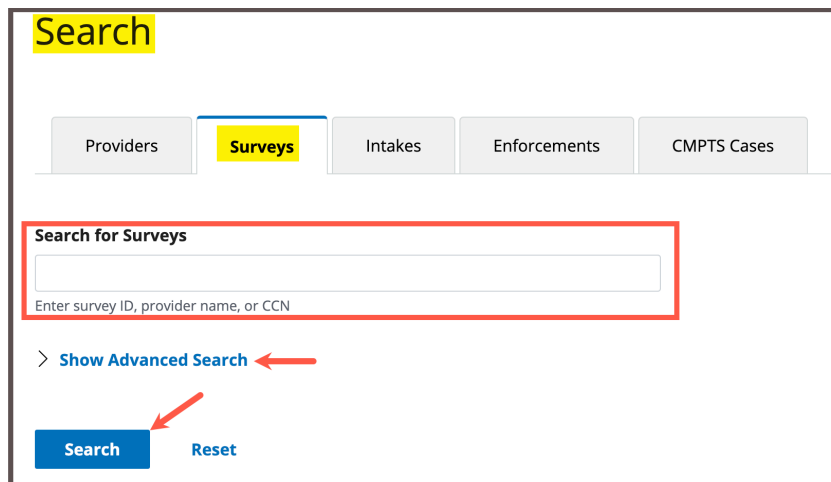 Search
Providers Surveys Intakes Enforcements CMPTS Cases
Search for Surveys
Enter survey ID, provider name, or CCN
Show Advanced Search
Search Reset